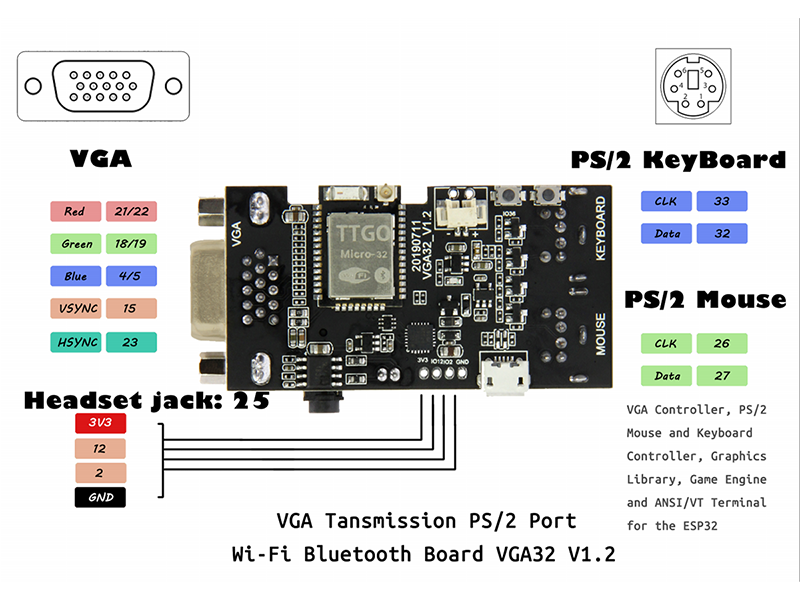 6 5
4 3
2 1
VGA
PS/2 KeyBoard
Red 21/22
Green 18/19
Blue 4/5
VSYNC 15
HSYNC 23
CLK 33
Data 32
PS/2 Mouse
CLK 26
Data 27
VGA
TTGO
Micro-32
Wi Fi
20190711
VGA32 V1.2
IO36
KEYBOARD
MOUSE
3V3 IO12 IO2 GND
Headset jack: 25
3V3
12
2
GND
VGA Controller, PS/2
Mouse and Keyboard
Controller, Graphics
Library, Game Engine
and ANSI/VT Terminal
for the ESP32
VGA Tansmission PS/2 Port
Wi-Fi Bluetooth Board VGA32 V1.2